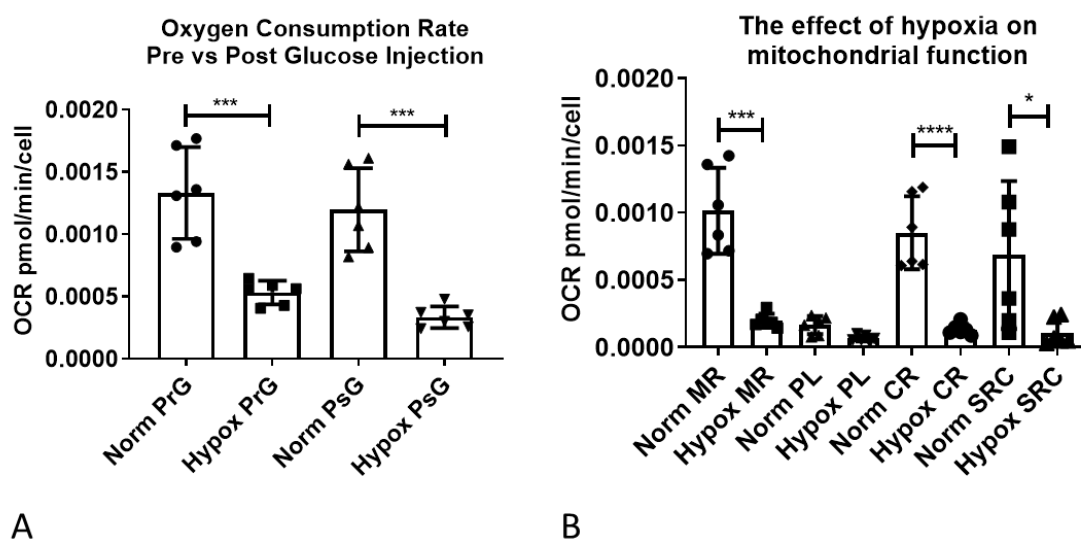 Oxygen Consumption Rate
Pre vs Post Glucose Injection
OCR pmol/min/cell
0.0020
0.0015
0.0010
0.0005
0.0000
***
***
Norm PrG
Hypox PrG
Norm PsG
Hypox PsG
A
The effect of hypoxia on
mitochondrial function
OCR pmol/min/cell
0.0020
0.0015
0.0010
0.0005
0.0000
***
****
*
Norm MR
Hypox MR
Norm PL
Hypox PL
Norm CR
Hypox CR
Norm SRC
Hypox SRC
B